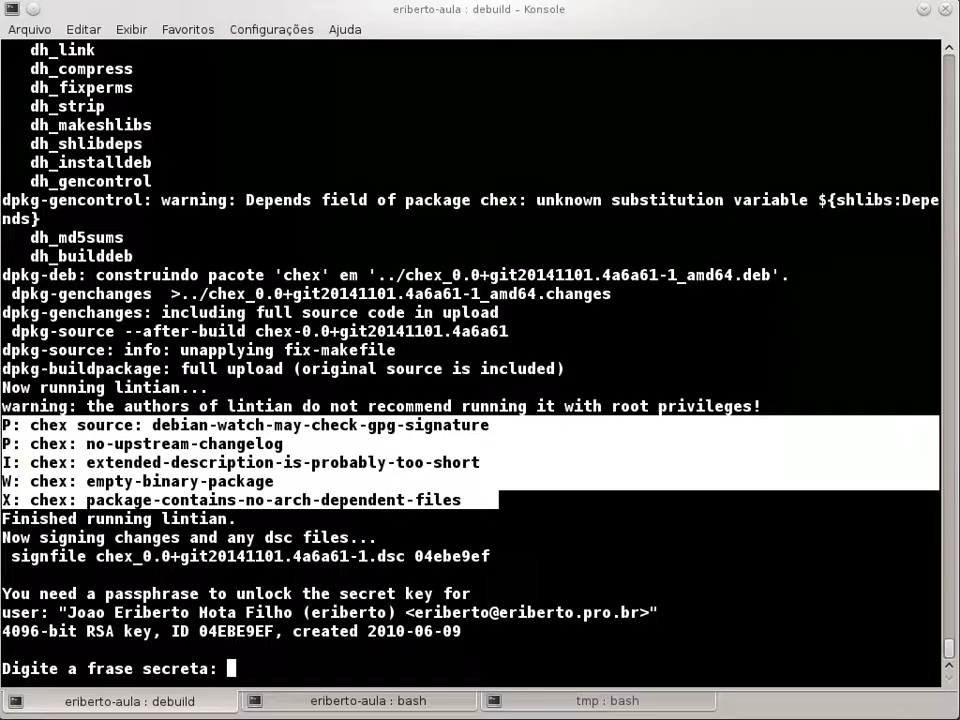 eriberto-aula : debuild – Konsole
Arquivo Editar Exibir Favoritos Configurações Ajuda
dh_link
dh_compress
dh_fixperms
dh_strip
dh_makeshlibs
dh_shlibdeps
dh_installdeb
dh_gencontrol
dpkg-gencontrol: warning: Depends field of package chex: unknown substitution variable ${shlibs:Depe
nds}
dh_md5sums
dh_builddeb
dpkg-deb: construindo pacote 'chex' em '../chex_0.0+git20141101.4a6a61-1_amd64.deb'.
dpkg-genchanges >../chex_0.0+git20141101.4a6a61-1_amd64.changes
dpkg-genchanges: including full source code in upload
dpkg-source --after-build chex-0.0+git20141101.4a6a61
dpkg-source: info: unapplying fix-makefile
dpkg-buildpackage: full upload (original source is included)
Now running lintian...
warning: the authors of lintian do not recommend running it with root privileges!
P: chex source: debian-watch-may-check-gpg-signature
P: chex: no-upstream-changelog
I: chex: extended-description-is-probably-too-short
W: chex: empty-binary-package
X: chex: package-contains-no-arch-dependent-files
Finished running lintian.
Now signing changes and any dsc files...
signfile chex_0.0+git20141101.4a6a61-1.dsc 04ebe9ef
You need a passphrase to unlock the secret key for
user: "Joao Eriberto Mota Filho (eriberto) <eriberto@eriberto.pro.br>"
4096-bit RSA key, ID 04EBE9EF, created 2010-06-09
Digite a frase secreta:
eriberto-aula : debuild eriberto-aula : bash tmp : bash